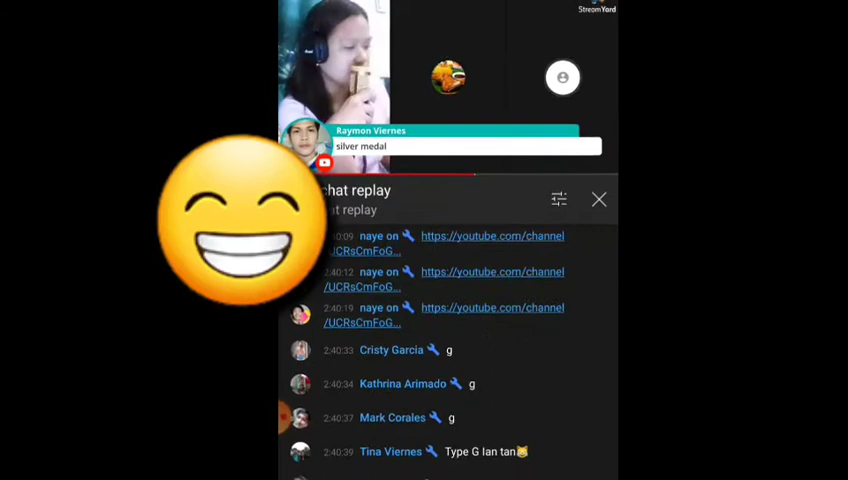 StreamYard
Raymon Viernes
silver medal
chat replay
at replay
0:09 naye on https://youtube.com/channel
/UCRsCmFoG...
2:40:12 naye on https://youtube.com/channel
/UCRsCmFoG...
2:40:19 naye on https://youtube.com/channel
/UCRsCmFoG...
2:40:33 Cristy Garcia g
2:40:34 Kathrina Arimado g
2:40:37 Mark Corales g
2:40:39 Tina Viernes Type G lan tan😸